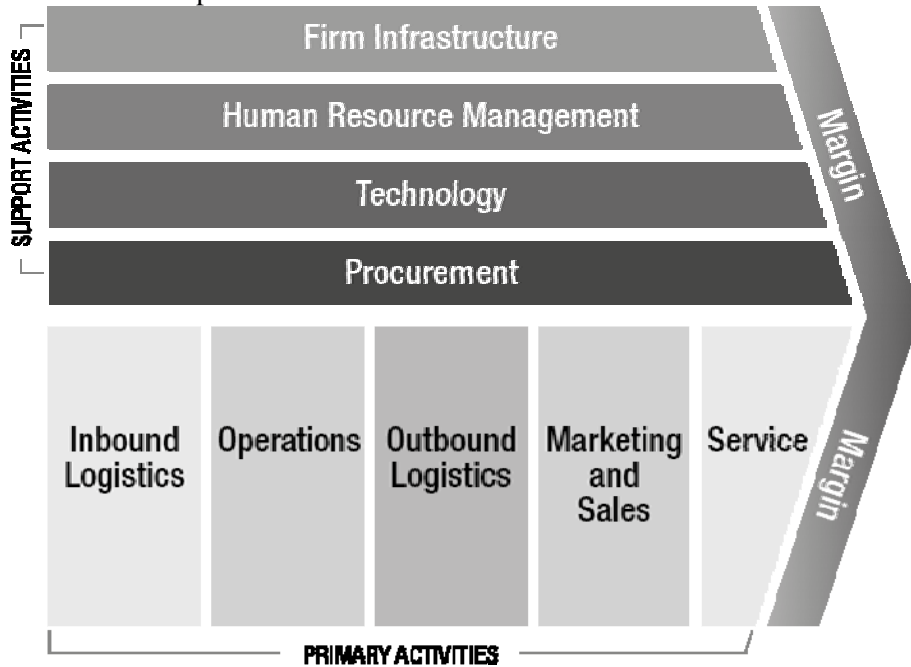 Firm Infrastructure
SUPPORT ACTIVITIES
Human Resource Management
Technology
Procurement
Margin
Inbound
Logistics
Operations
Outbound
Logistics
Marketing
and
Sales
Service
Margin
PRIMARY ACTIVITIES